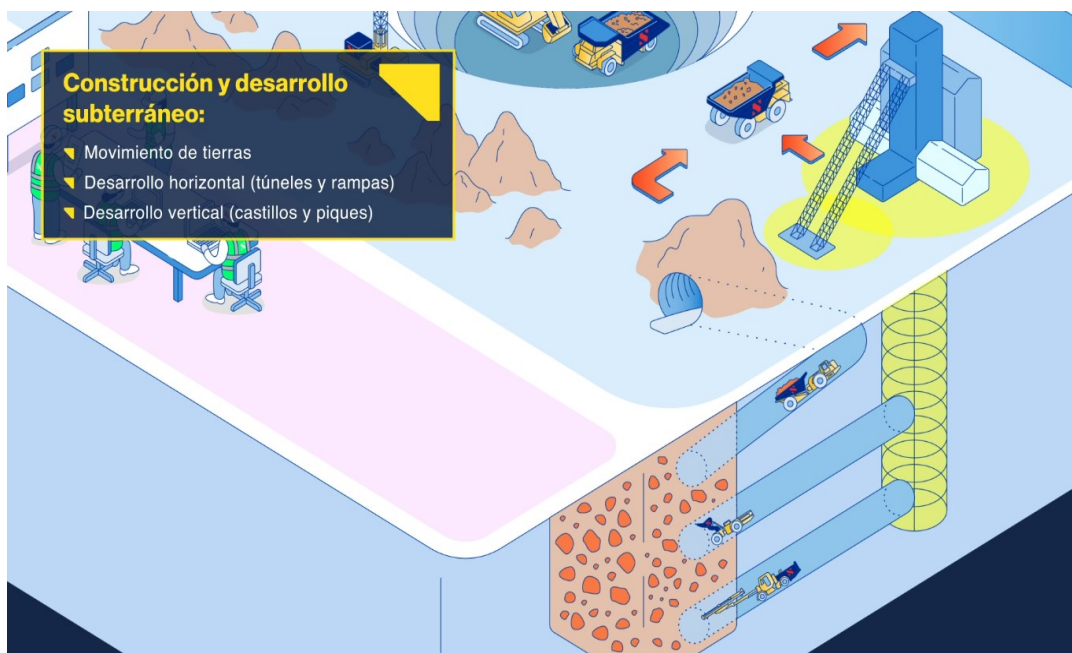 Construcción y desarrollo
subterráneo:
Movimiento de tierras
Desarrollo horizontal (túneles y rampas)
Desarrollo vertical (castillos y piques)